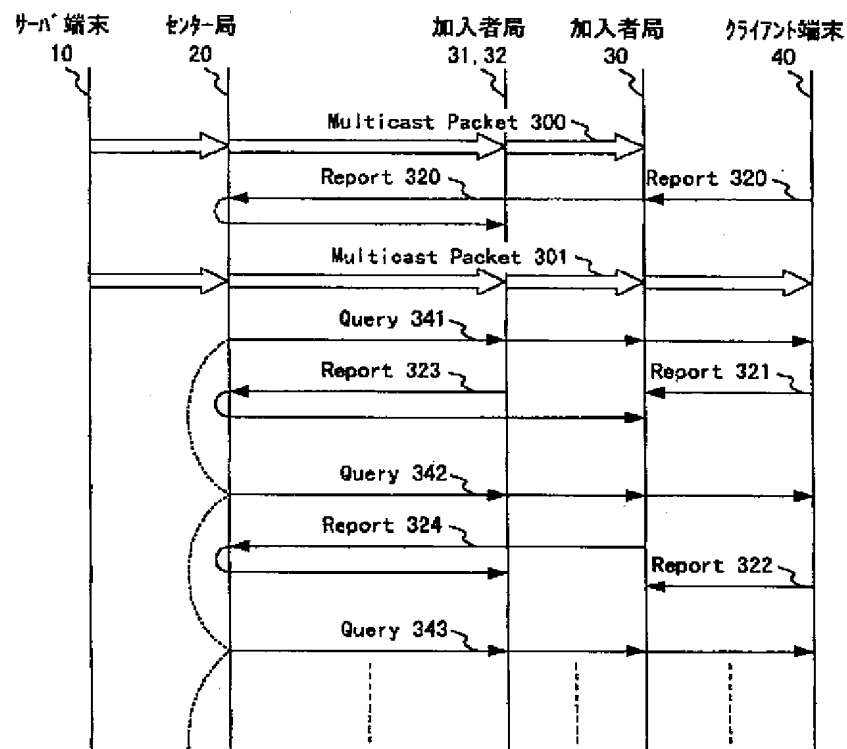 サーバ端末 センター局 加入者局 加入者局 クライアント端末
10 20 31, 32 30 40
Multicast Packet 300
Report 320 Report 320
Multicast Packet 301
Query 341
Report 323 Report 321
Query 342
Report 324
Report 322
Query 343